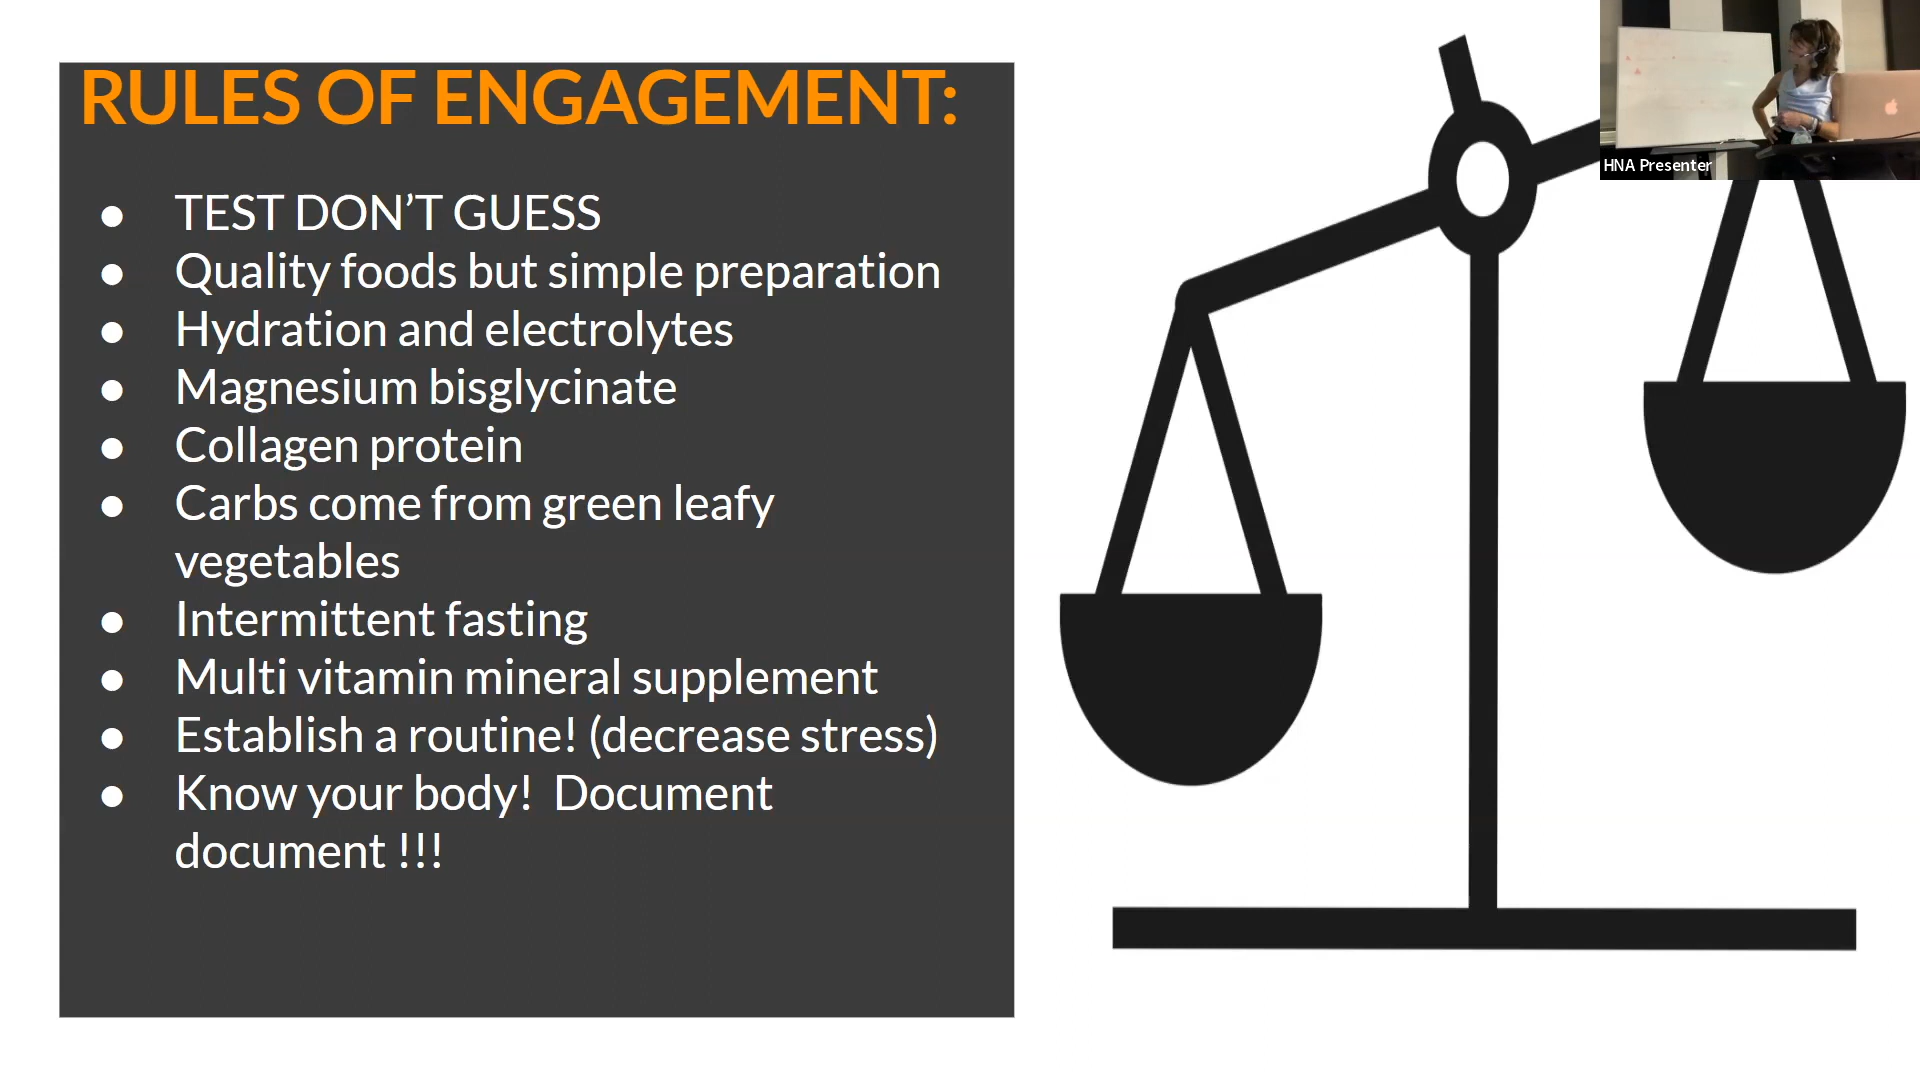 RULES OF ENGAGEMENT:
● TEST DON’T GUESS
● Quality foods but simple preparation
● Hydration and electrolytes
● Magnesium bisglycinate
● Collagen protein
● Carbs come from green leafy
vegetables
● Intermittent fasting
● Multi vitamin mineral supplement
● Establish a routine! (decrease stress)
● Know your body!  Document
document !!!
HNA Presenter